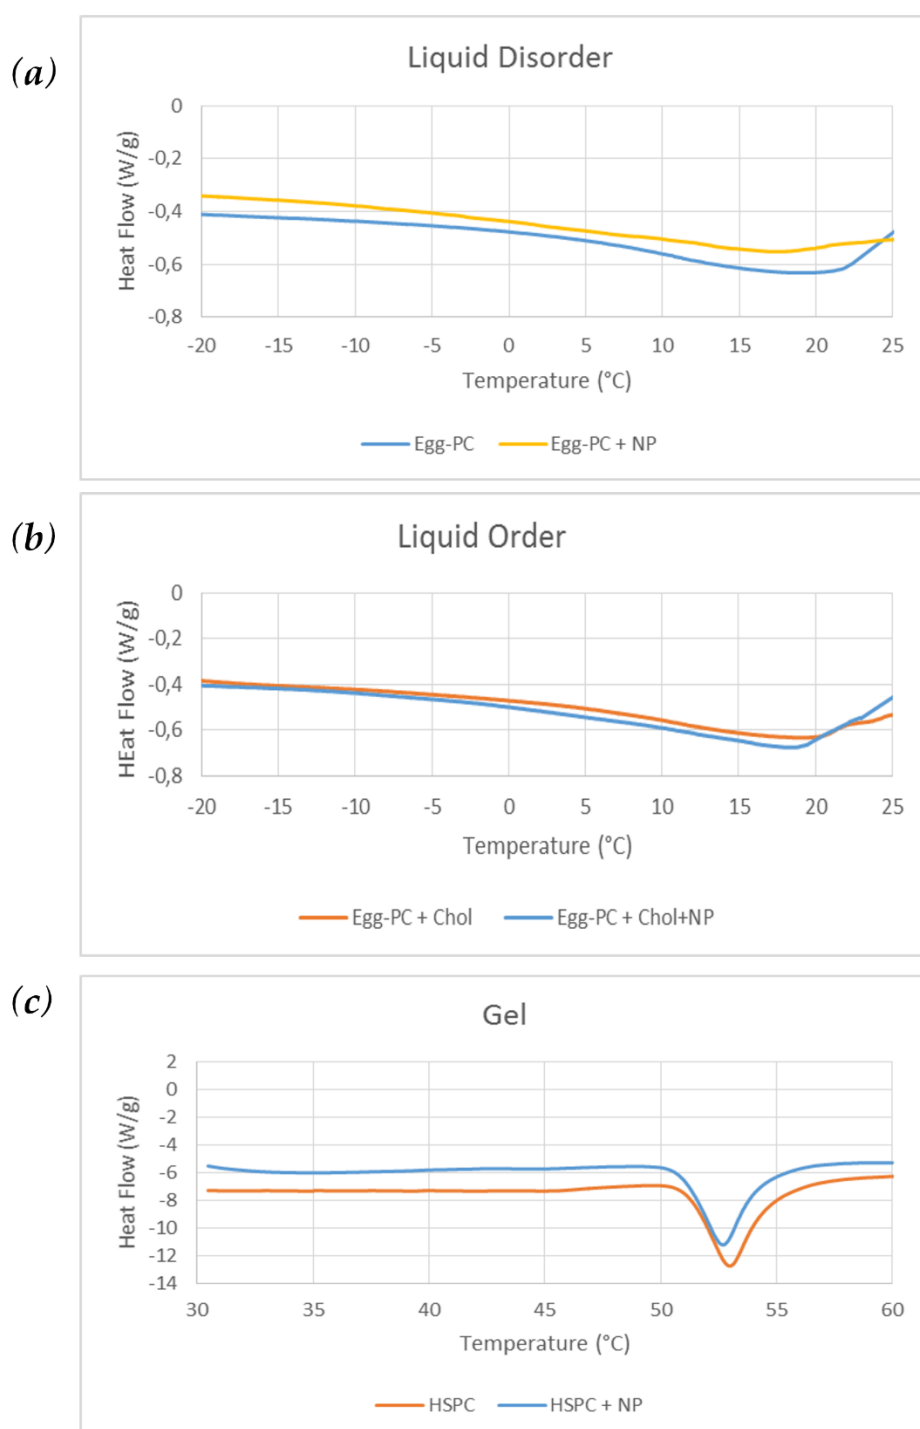 (a)
Liquid Disorder
Heat Flow (W/g)
0
-0,2
-0,4
-0,6
-0,8
-20 -15 -10 -5 0 5 10 15 20 25
Temperature (°C)
Egg-PC Egg-PC + NP
(b)
Liquid Order
HEat Flow (W/g)
0
-0,2
-0,4
-0,6
-0,8
-20 -15 -10 -5 0 5 10 15 20 25
Temperature (°C)
Egg-PC + Chol Egg-PC + Chol+NP
(c)
Gel
Heat Flow (W/g)
2
0
-2
-4
-6
-8
-10
-12
-14
30 35 40 45 50 55 60
Temperature (°C)
HSPC HSPC + NP